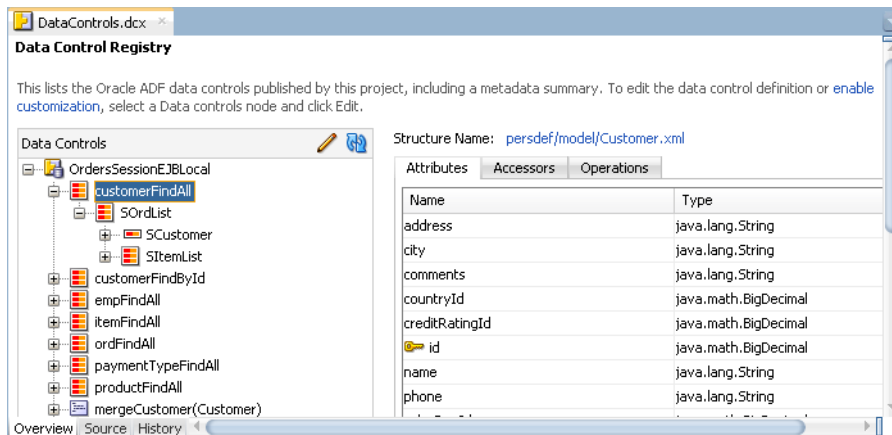 DataControls.dcx
Data Control Registry
This lists the Oracle ADF data controls published by this project, including a metadata summary. To edit the data control definition or enable
customization, select a Data controls node and click Edit.
Data Controls
OrdersSessionEJBLocal
customerFindAll
SOrdList
SCustomer
SItemList
customerFindById
empFindAll
itemFindAll
ordFindAll
paymentTypeFindAll
productFindAll
mergeCustomer(Customer)
Structure Name: persdef/model/Customer.xml
Attributes Accessors Operations
Name Type
address java.lang.String
city java.lang.String
comments java.lang.String
countryId java.math.BigDecimal
creditRatingId java.lang.String
id java.math.BigDecimal
name java.lang.String
phone java.lang.String
Overview Source History